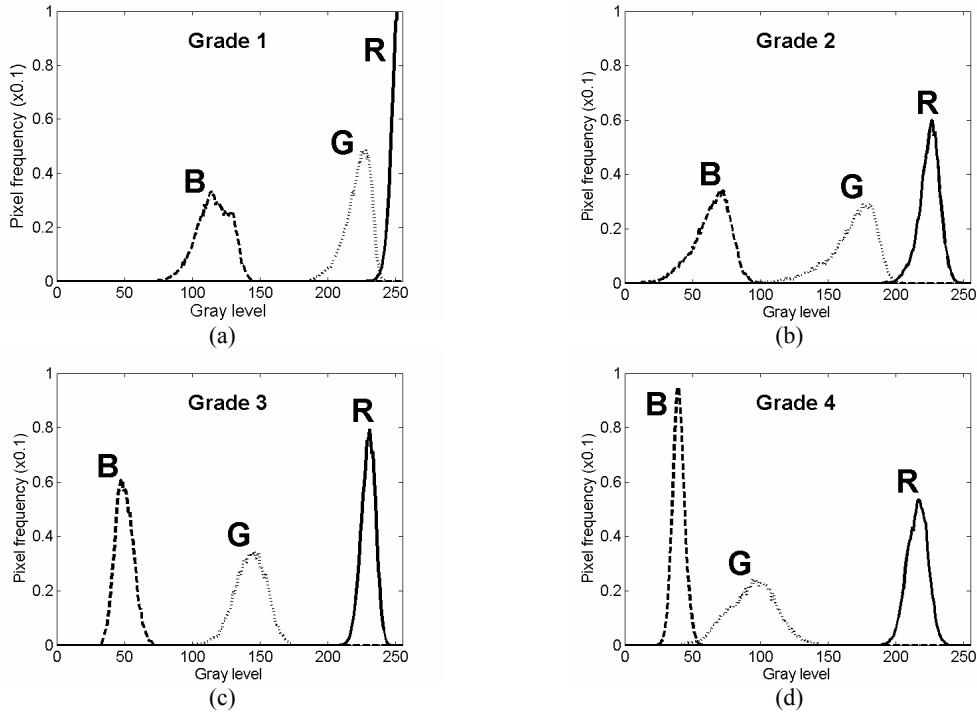 Grade 1
R
G
B
Pixel frequency (x0.1)
1
0.8
0.6
0.4
0.2
0
0 50 100 150 200 250
Gray level
(a)
Grade 2
R
B
G
Pixel frequency (x0.1)
1
0.8
0.6
0.4
0.2
0
0 50 100 150 200 250
Gray level
(b)
Grade 3
R
B
G
Pixel frequency (x0.1)
1
0.8
0.6
0.4
0.2
0
0 50 100 150 200 250
Gray level
(c)
Grade 4
B
R
G
Pixel frequency (x0.1)
1
0.8
0.6
0.4
0.2
0
0 50 100 150 200 250
Gray level
(d)